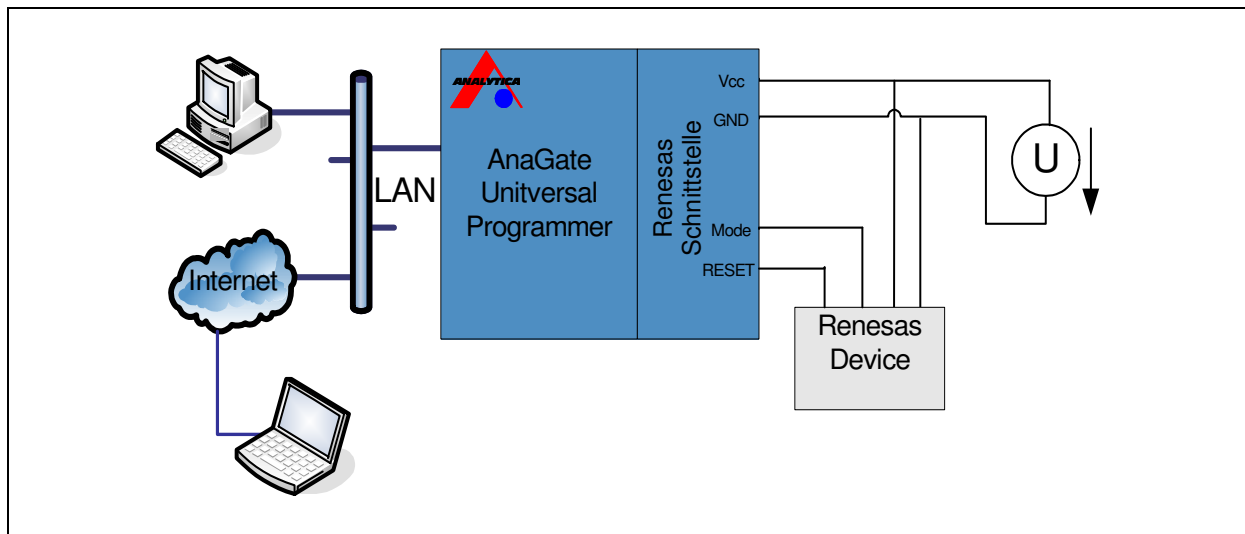 ANALYTICA
AnaGate
Unitversal
Programmer
Renesas
Schnittstelle
Vcc
GND
Mode
RESET
LAN
Internet
U
Renesas
Device